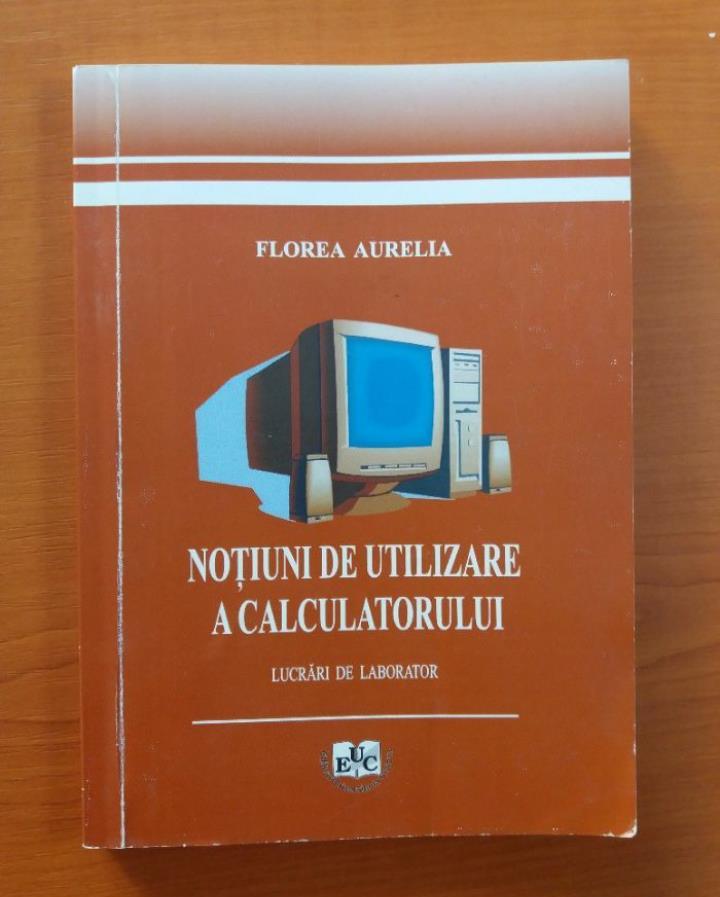 FLOREA AURELIA
NOȚIUNI DE UTILIZARE
A CALCULATORULUI
LUCRĂRI DE LABORATOR
EUC